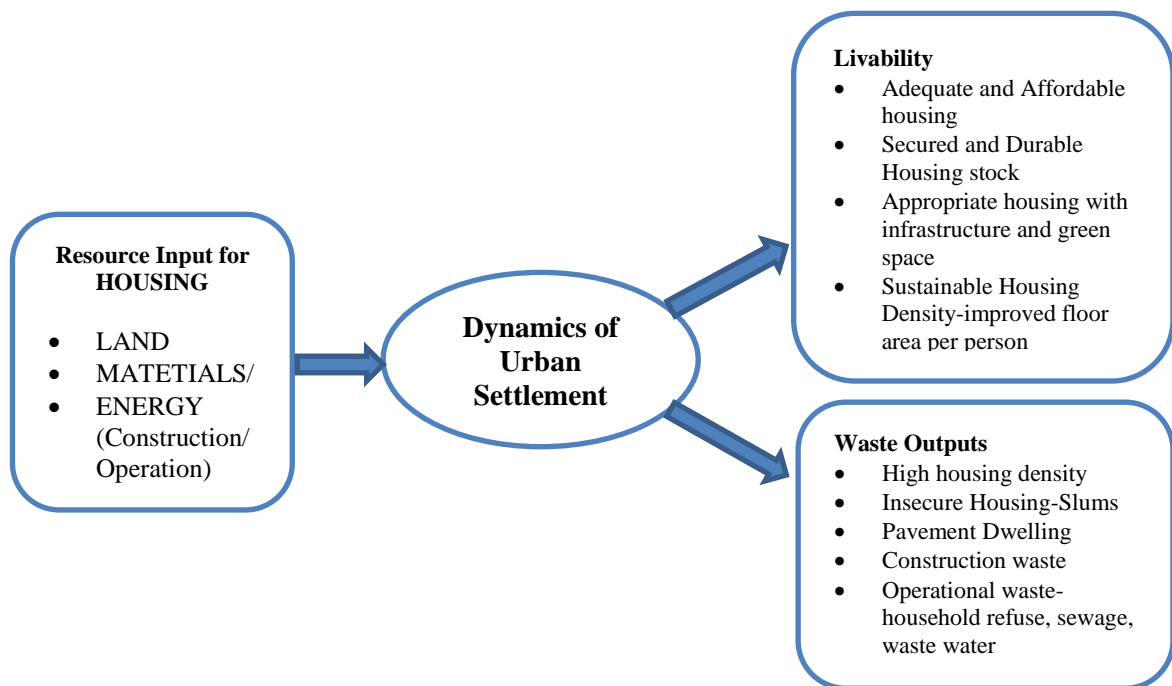 Resource Input for
HOUSING
• LAND
• MATETIALS/
• ENERGY
(Construction/
Operation)
Dynamics of
Urban
Settlement
Livability
• Adequate and Affordable
housing
• Secured and Durable
Housing stock
• Appropriate housing with
infrastructure and green
space
• Sustainable Housing
Density-improved floor
area per person
Waste Outputs
• High housing density
• Insecure Housing-Slums
• Pavement Dwelling
• Construction waste
• Operational waste-
household refuse, sewage,
waste water